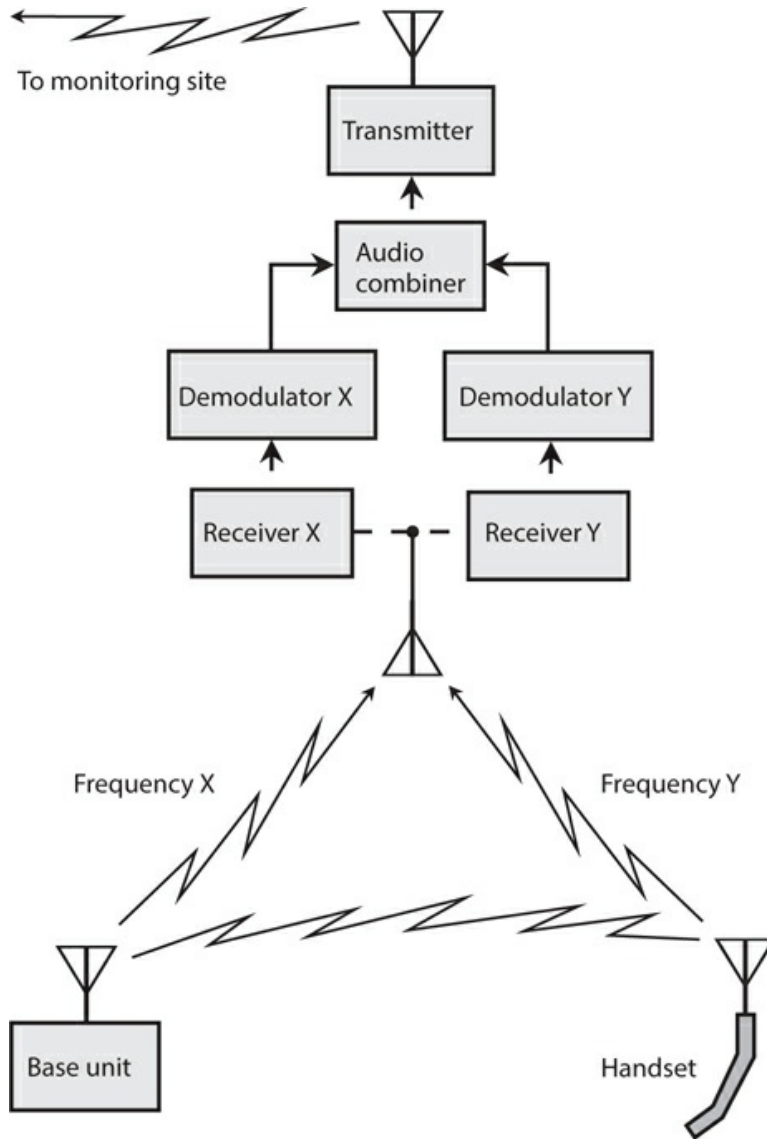 To monitoring site
Transmitter
Audio
combiner
Demodulator X
Demodulator Y
Receiver X
Receiver Y
Frequency X
Frequency Y
Base unit
Handset